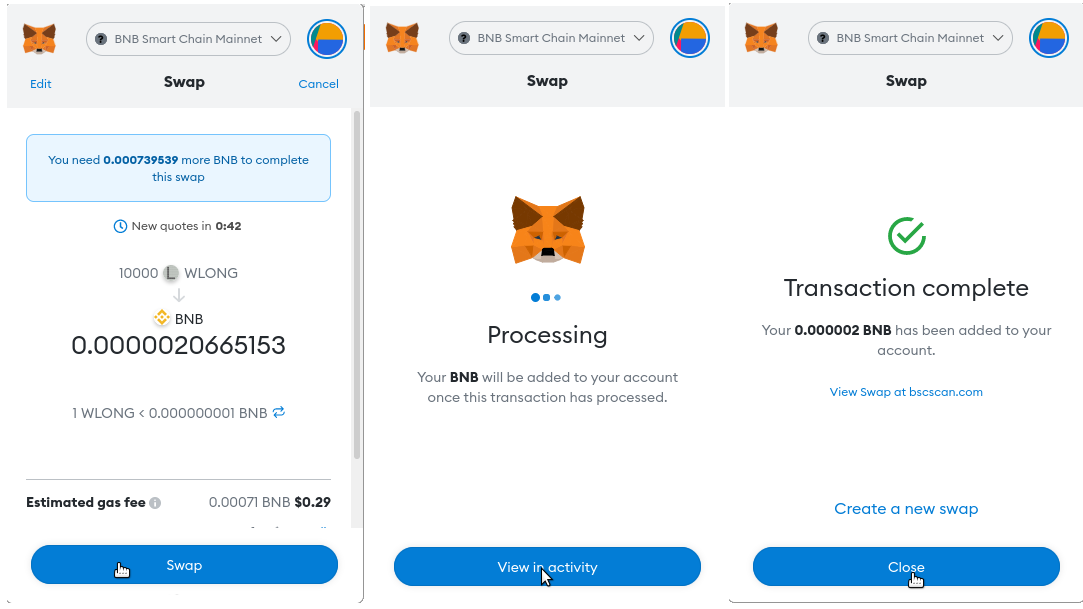 BNB Smart Chain Mainnet
Edit
Swap
Cancel
You need 0.000739539 more BNB to complete
this swap
New quotes in 0:42
10000 L WLONG
BNB
0.0000020665153
1 WLONG < 0.000000001 BNB
Estimated gas fee 0.00071 BNB $0.29
Swap
BNB Smart Chain Mainnet
Swap
Processing
Your BNB will be added to your account
once this transaction has processed.
View in activity
BNB Smart Chain Mainnet
Swap
Transaction complete
Your 0.000002 BNB has been added to your
account.
View Swap at bscscan.com
Create a new swap
Close